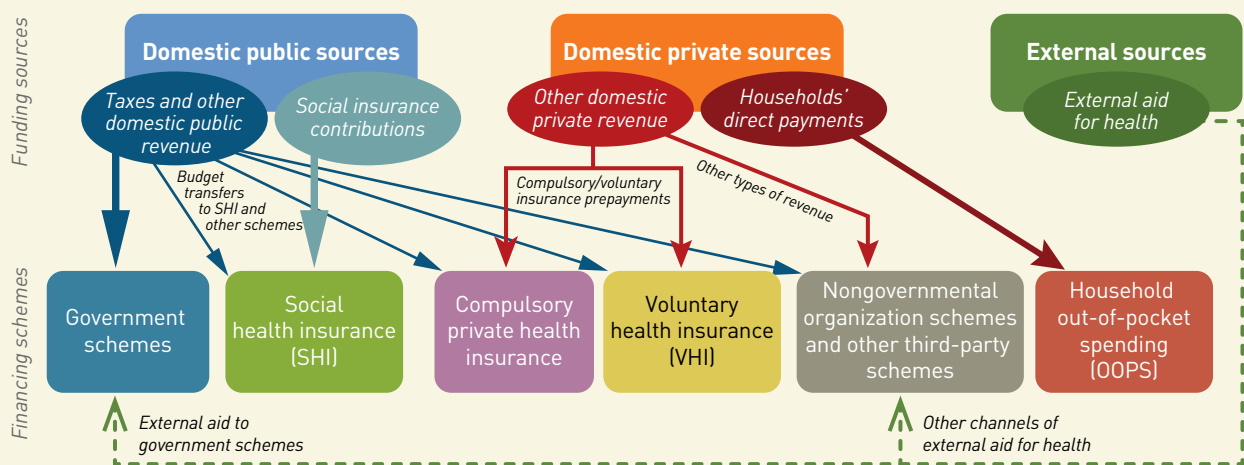 Funding sources
Domestic public sources
Domestic private sources
External sources
Taxes and other
domestic public
revenue
Social insurance
contributions
Other domestic
private revenue
Households'
direct payments
External aid
for health
Budget
transfers
to SHI and
other schemes
Compulsory/voluntary
insurance prepayments
Other types of revenue
Financing schemes
Government
schemes
Social
health insurance
(SHI)
Compulsory
private health
insurance
Voluntary
health insurance
(VHI)
Nongovernmental
organization schemes
and other third-party
schemes
Household
out-of-pocket
spending
(OOPS)
External aid to
government schemes
Other channels of
external aid for health